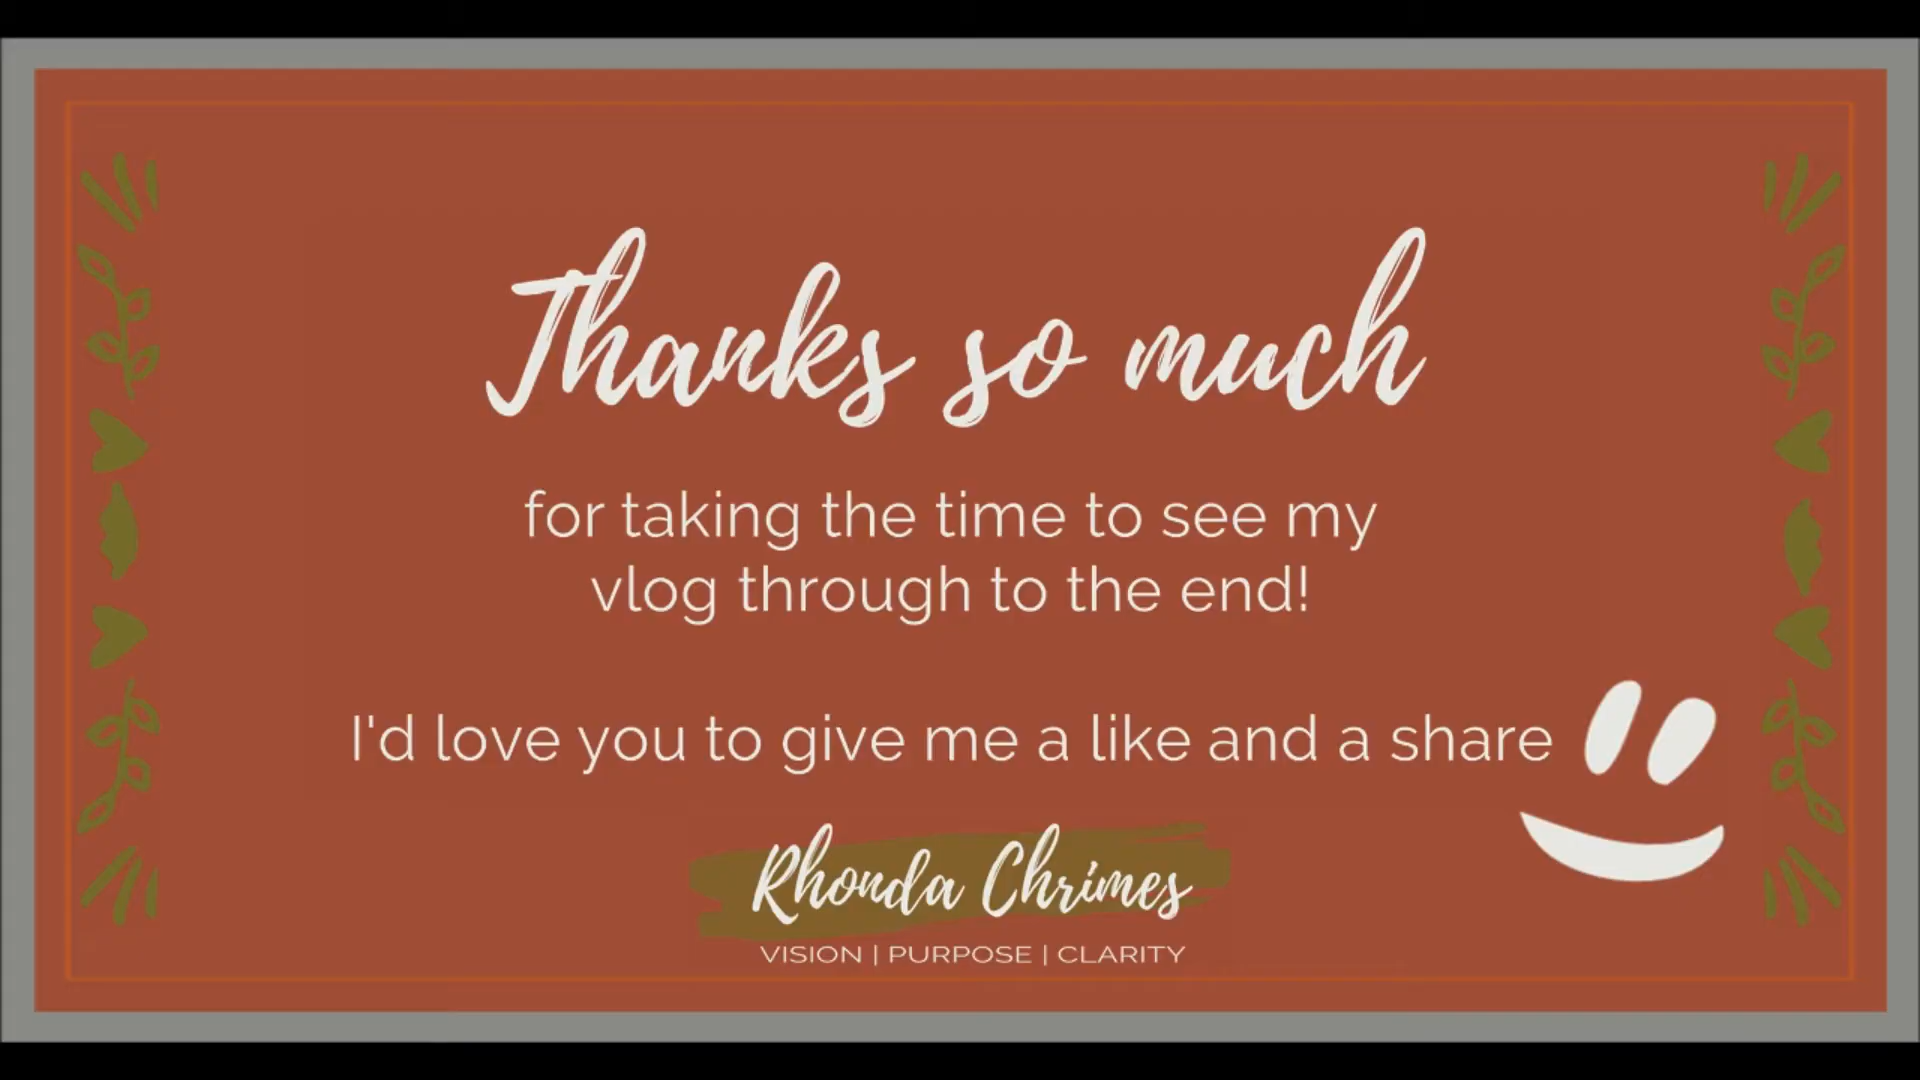 Thanks so much
for taking the time to see my
vlog through to the end!
I'd love you to give me a like and a share
Rhonda Chrimes
VISION | PURPOSE | CLARITY